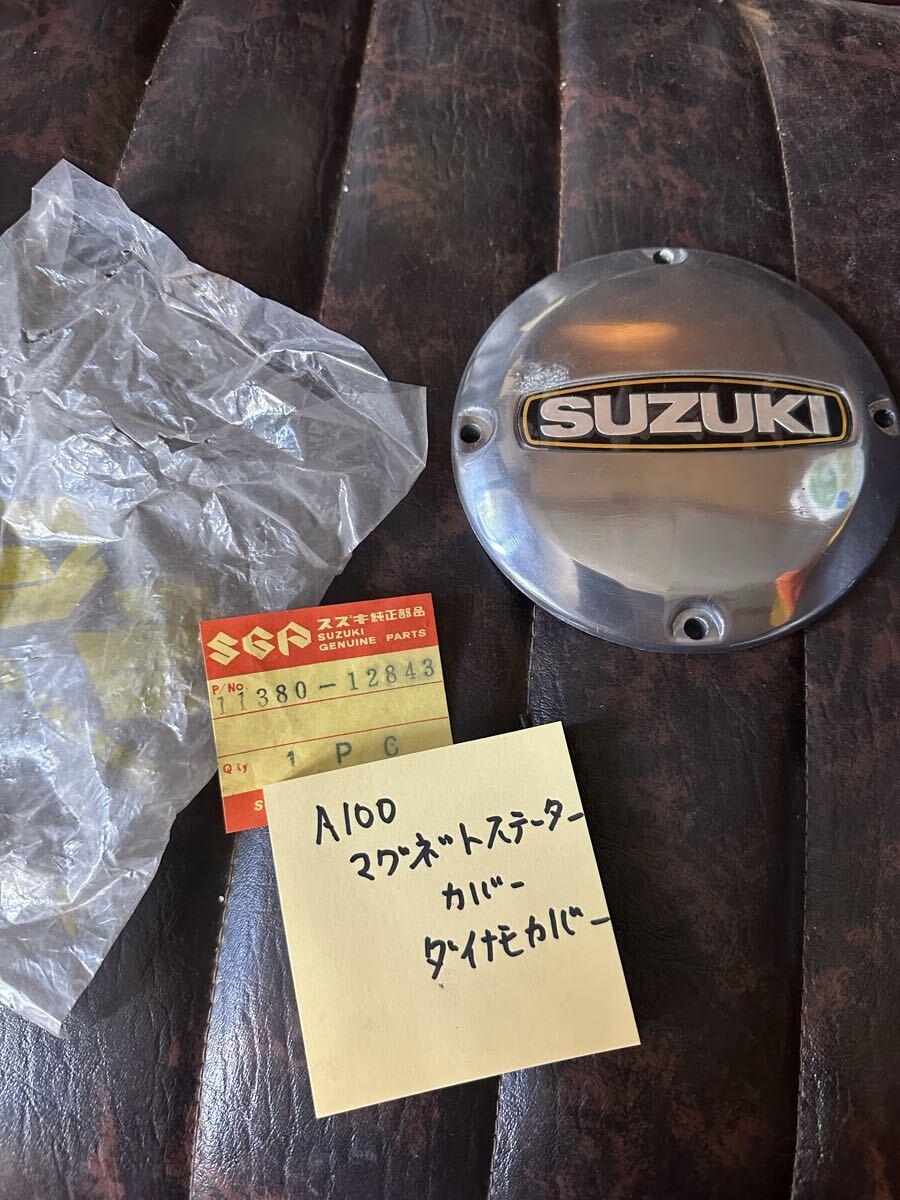 SUZUKI
SGP スズキ純正部品
SUZUKI
GENUINE PARTS
P/No.
11380-12843
Q'ty 1 PC
S
A100
マグネットステーター
カバー
ダイナモカバー